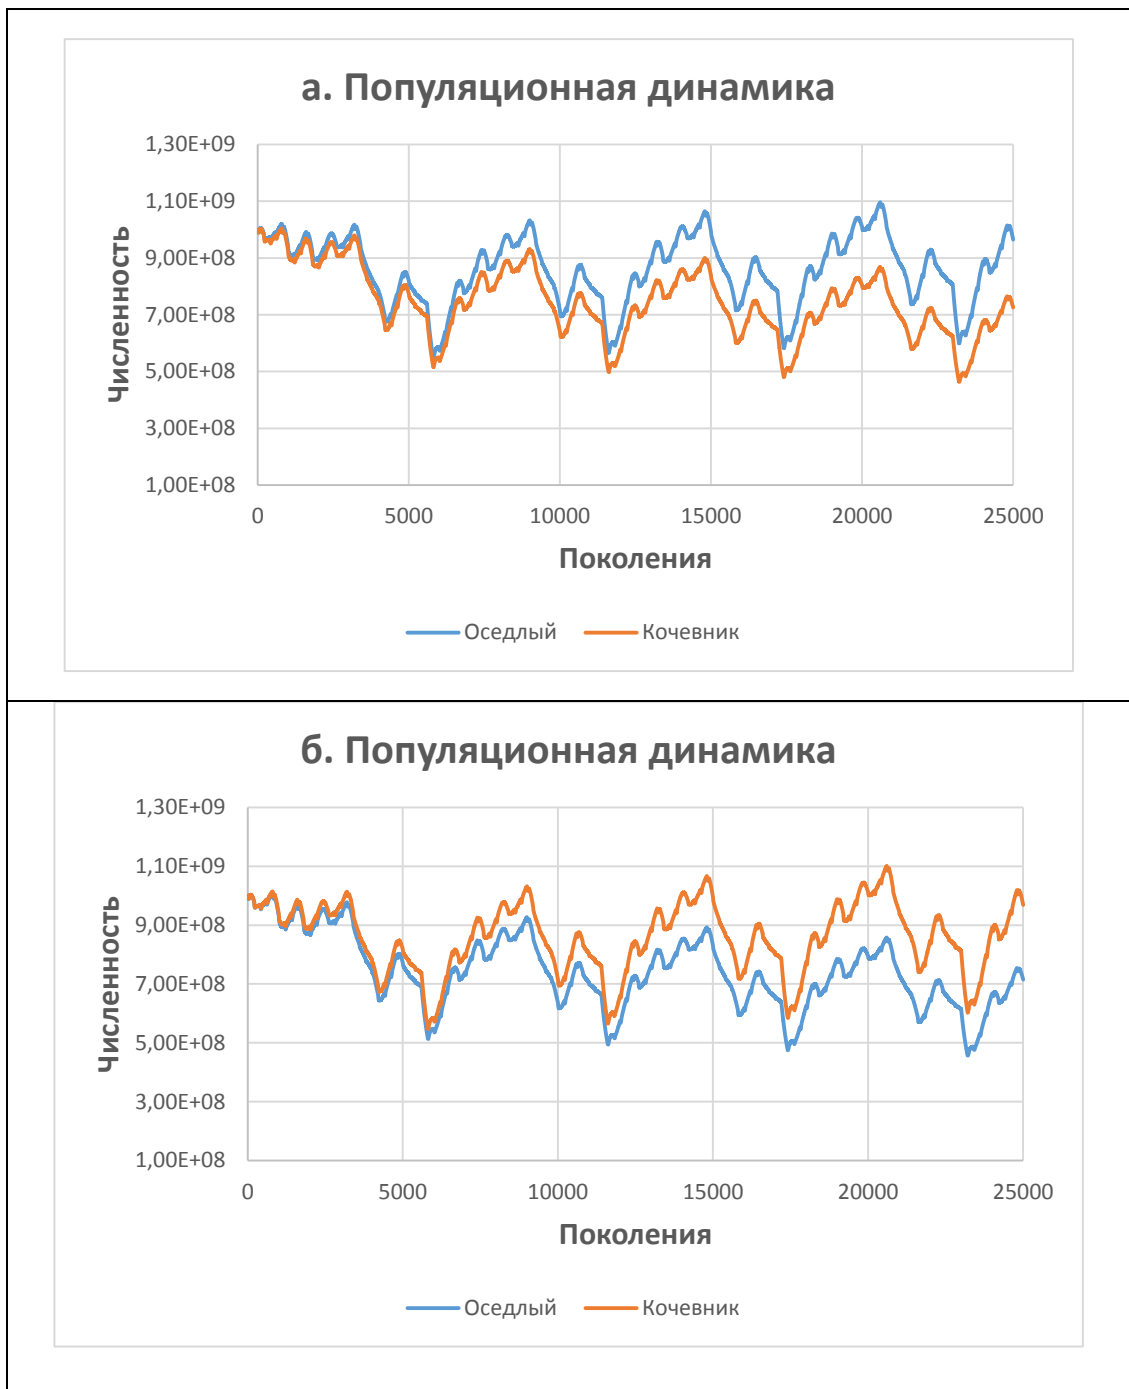 а. Популяционная динамика
1,30E+09
1,10E+09
9,00E+08
7,00E+08
5,00E+08
3,00E+08
1,00E+08
Численность
0 5000 10000 15000 20000 25000
Поколения
Оседлый Кочевник
б. Популяционная динамика
1,30E+09
1,10E+09
9,00E+08
7,00E+08
5,00E+08
3,00E+08
1,00E+08
Численность
0 5000 10000 15000 20000 25000
Поколения
Оседлый Кочевник